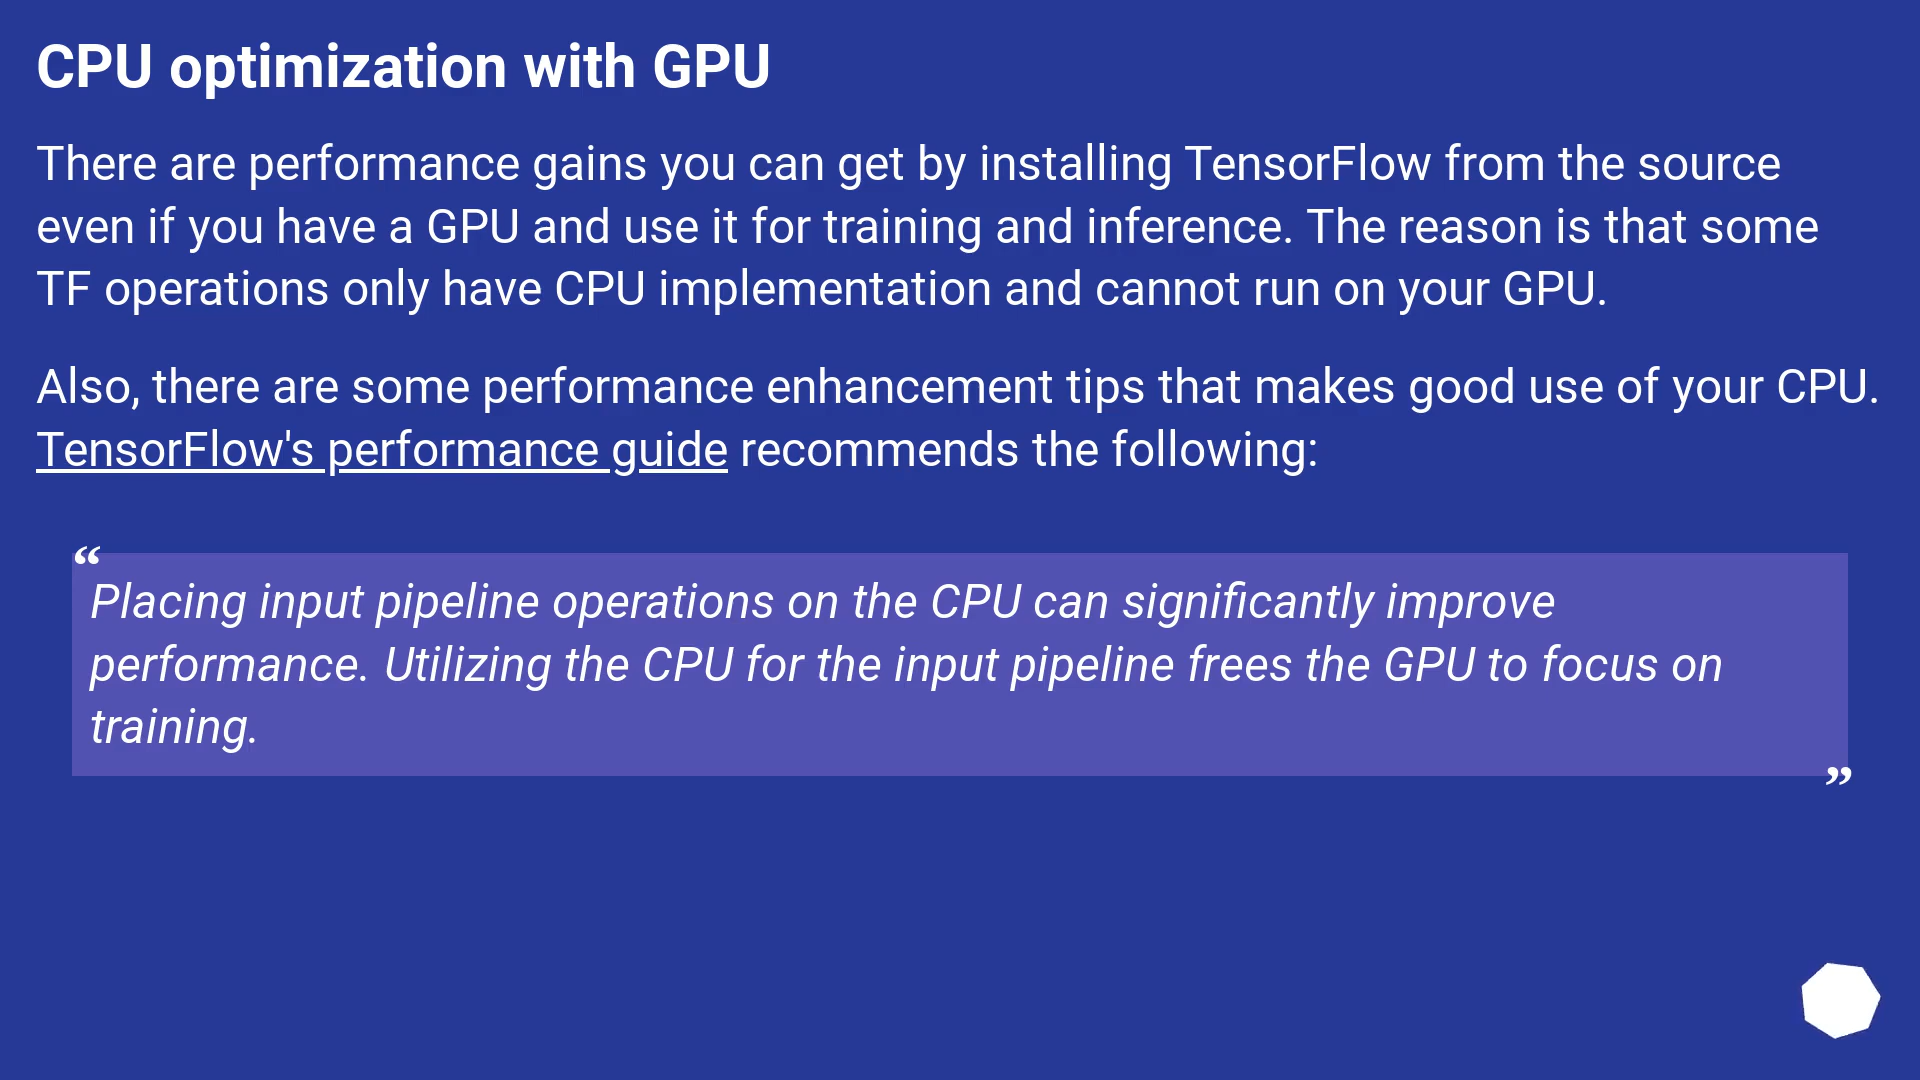 CPU optimization with GPU
There are performance gains you can get by installing TensorFlow from the source
even if you have a GPU and use it for training and inference. The reason is that some
TF operations only have CPU implementation and cannot run on your GPU.
Also, there are some performance enhancement tips that makes good use of your CPU.
TensorFlow's performance guide recommends the following:
“
Placing input pipeline operations on the CPU can significantly improve
performance. Utilizing the CPU for the input pipeline frees the GPU to focus on
training.
”